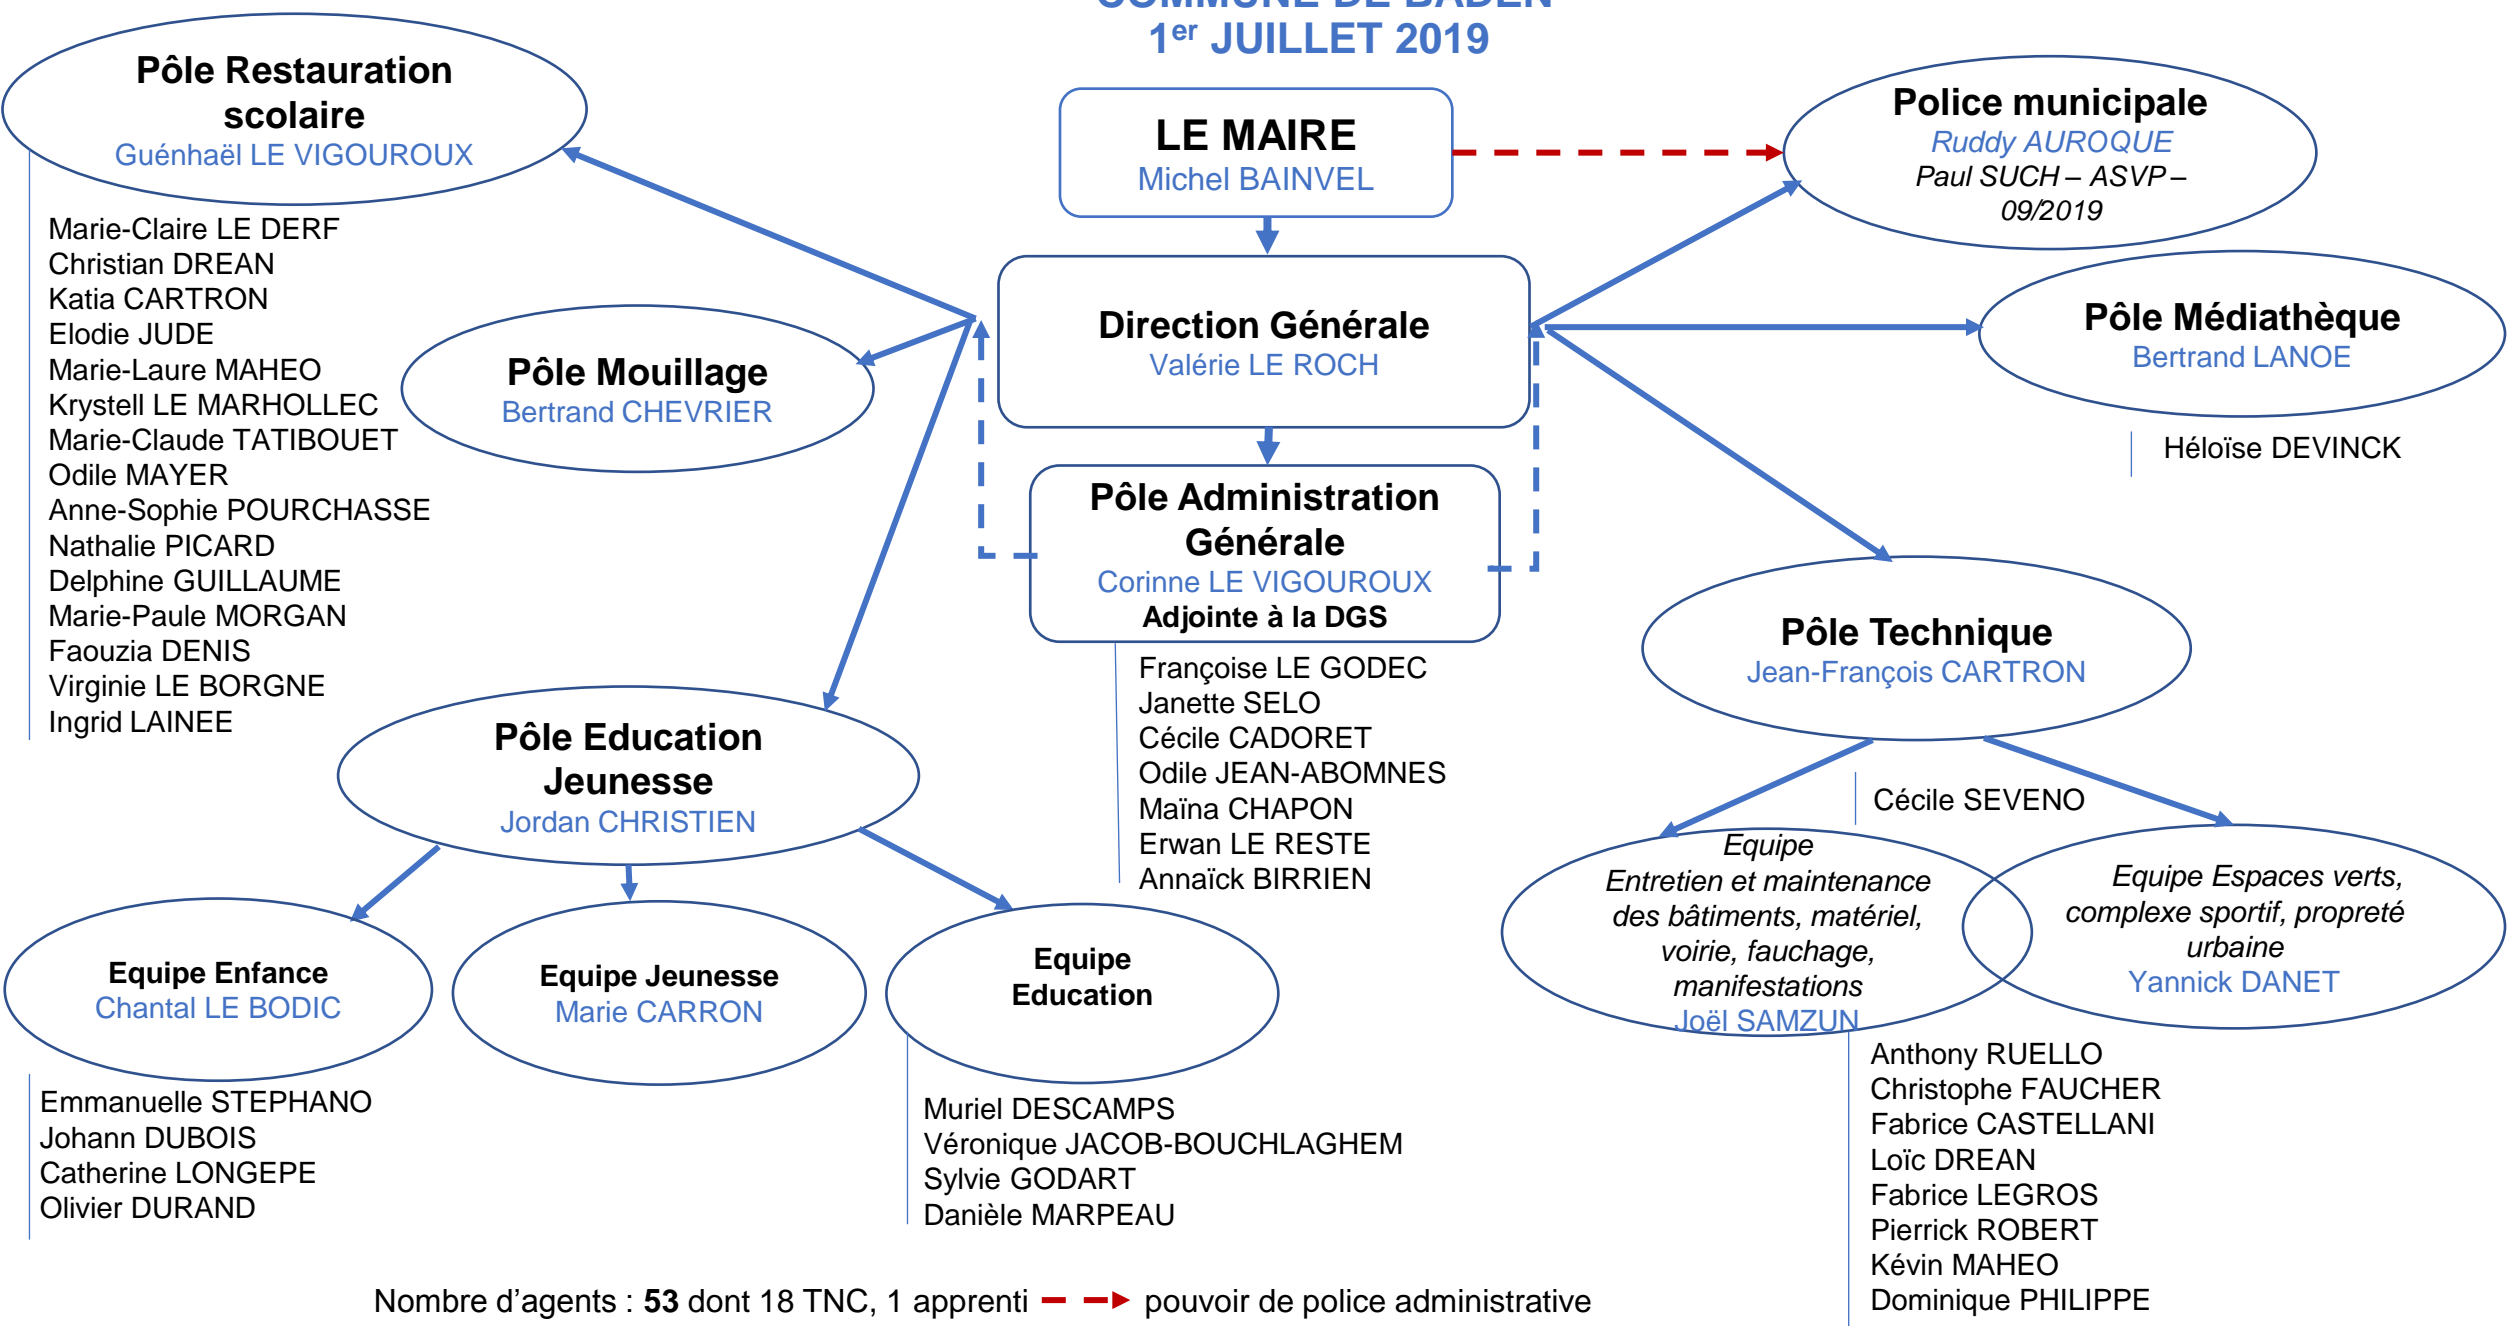 COMMUNE DE BADEN
1er JUILLET 2019
Pôle Restauration
scolaire
Guénhaël LE VIGOUROUX
Marie-Claire LE DERF
Christian DREAN
Katia CARTRON
Elodie JUDE
Marie-Laure MAHEO
Krystell LE MARHOLLEC
Marie-Claude TATIBOUET
Odile MAYER
Anne-Sophie POURCHASSE
Nathalie PICARD
Delphine GUILLAUME
Marie-Paule MORGAN
Faouzia DENIS
Virginie LE BORGNE
Ingrid LAINEE
LE MAIRE
Michel BAINVEL
Police municipale
Ruddy AUROQUE
Paul SUCH – ASVP –
09/2019
Direction Générale
Valérie LE ROCH
Pôle Médiathèque
Bertrand LANOE
Héloïse DEVINCK
Pôle Mouillage
Bertrand CHEVRIER
Pôle Administration
Générale
Corinne LE VIGOUROUX
Adjointe à la DGS
Françoise LE GODEC
Janette SELO
Cécile CADORET
Odile JEAN-ABOMNES
Maïna CHAPON
Erwan LE RESTE
Annaïck BIRRIEN
Pôle Technique
Jean-François CARTRON
Cécile SEVENO
Pôle Education
Jeunesse
Jordan CHRISTIEN
Equipe Enfance
Chantal LE BODIC
Emmanuelle STEPHANO
Johann DUBOIS
Catherine LONGEPE
Olivier DURAND
Equipe Jeunesse
Marie CARRON
Equipe
Education
Muriel DESCAMPS
Véronique JACOB-BOUCHLAGHEM
Sylvie GODART
Danièle MARPEAU
Equipe
Entretien et maintenance
des bâtiments, matériel,
voirie, fauchage,
manifestations
Joël SAMZUN
Equipe Espaces verts,
complexe sportif, propreté
urbaine
Yannick DANET
Anthony RUELLO
Christophe FAUCHER
Fabrice CASTELLANI
Loïc DREAN
Fabrice LEGROS
Pierrick ROBERT
Kévin MAHEO
Dominique PHILIPPE
Nombre d'agents : 53 dont 18 TNC, 1 apprenti
pouvoir de police administrative